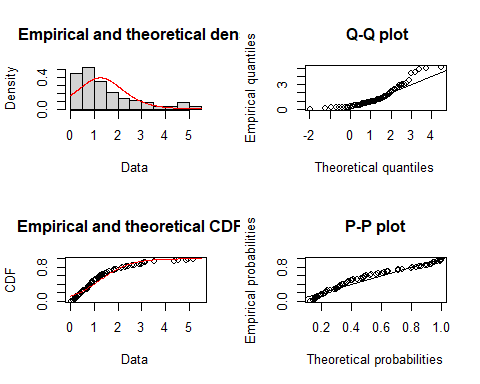 Empirical and theoretical den
Density
0.0 0.4
0 1 2 3 4 5
Data
Q-Q plot
Empirical quantiles
0 3
-2 0 1 2 3 4
Theoretical quantiles
Empirical and theoretical CDF
CDF
0.0 0.8
0 1 2 3 4 5
Data
P-P plot
Empirical probabilities
0.0 0.8
0.2 0.4 0.6 0.8 1.0
Theoretical probabilities